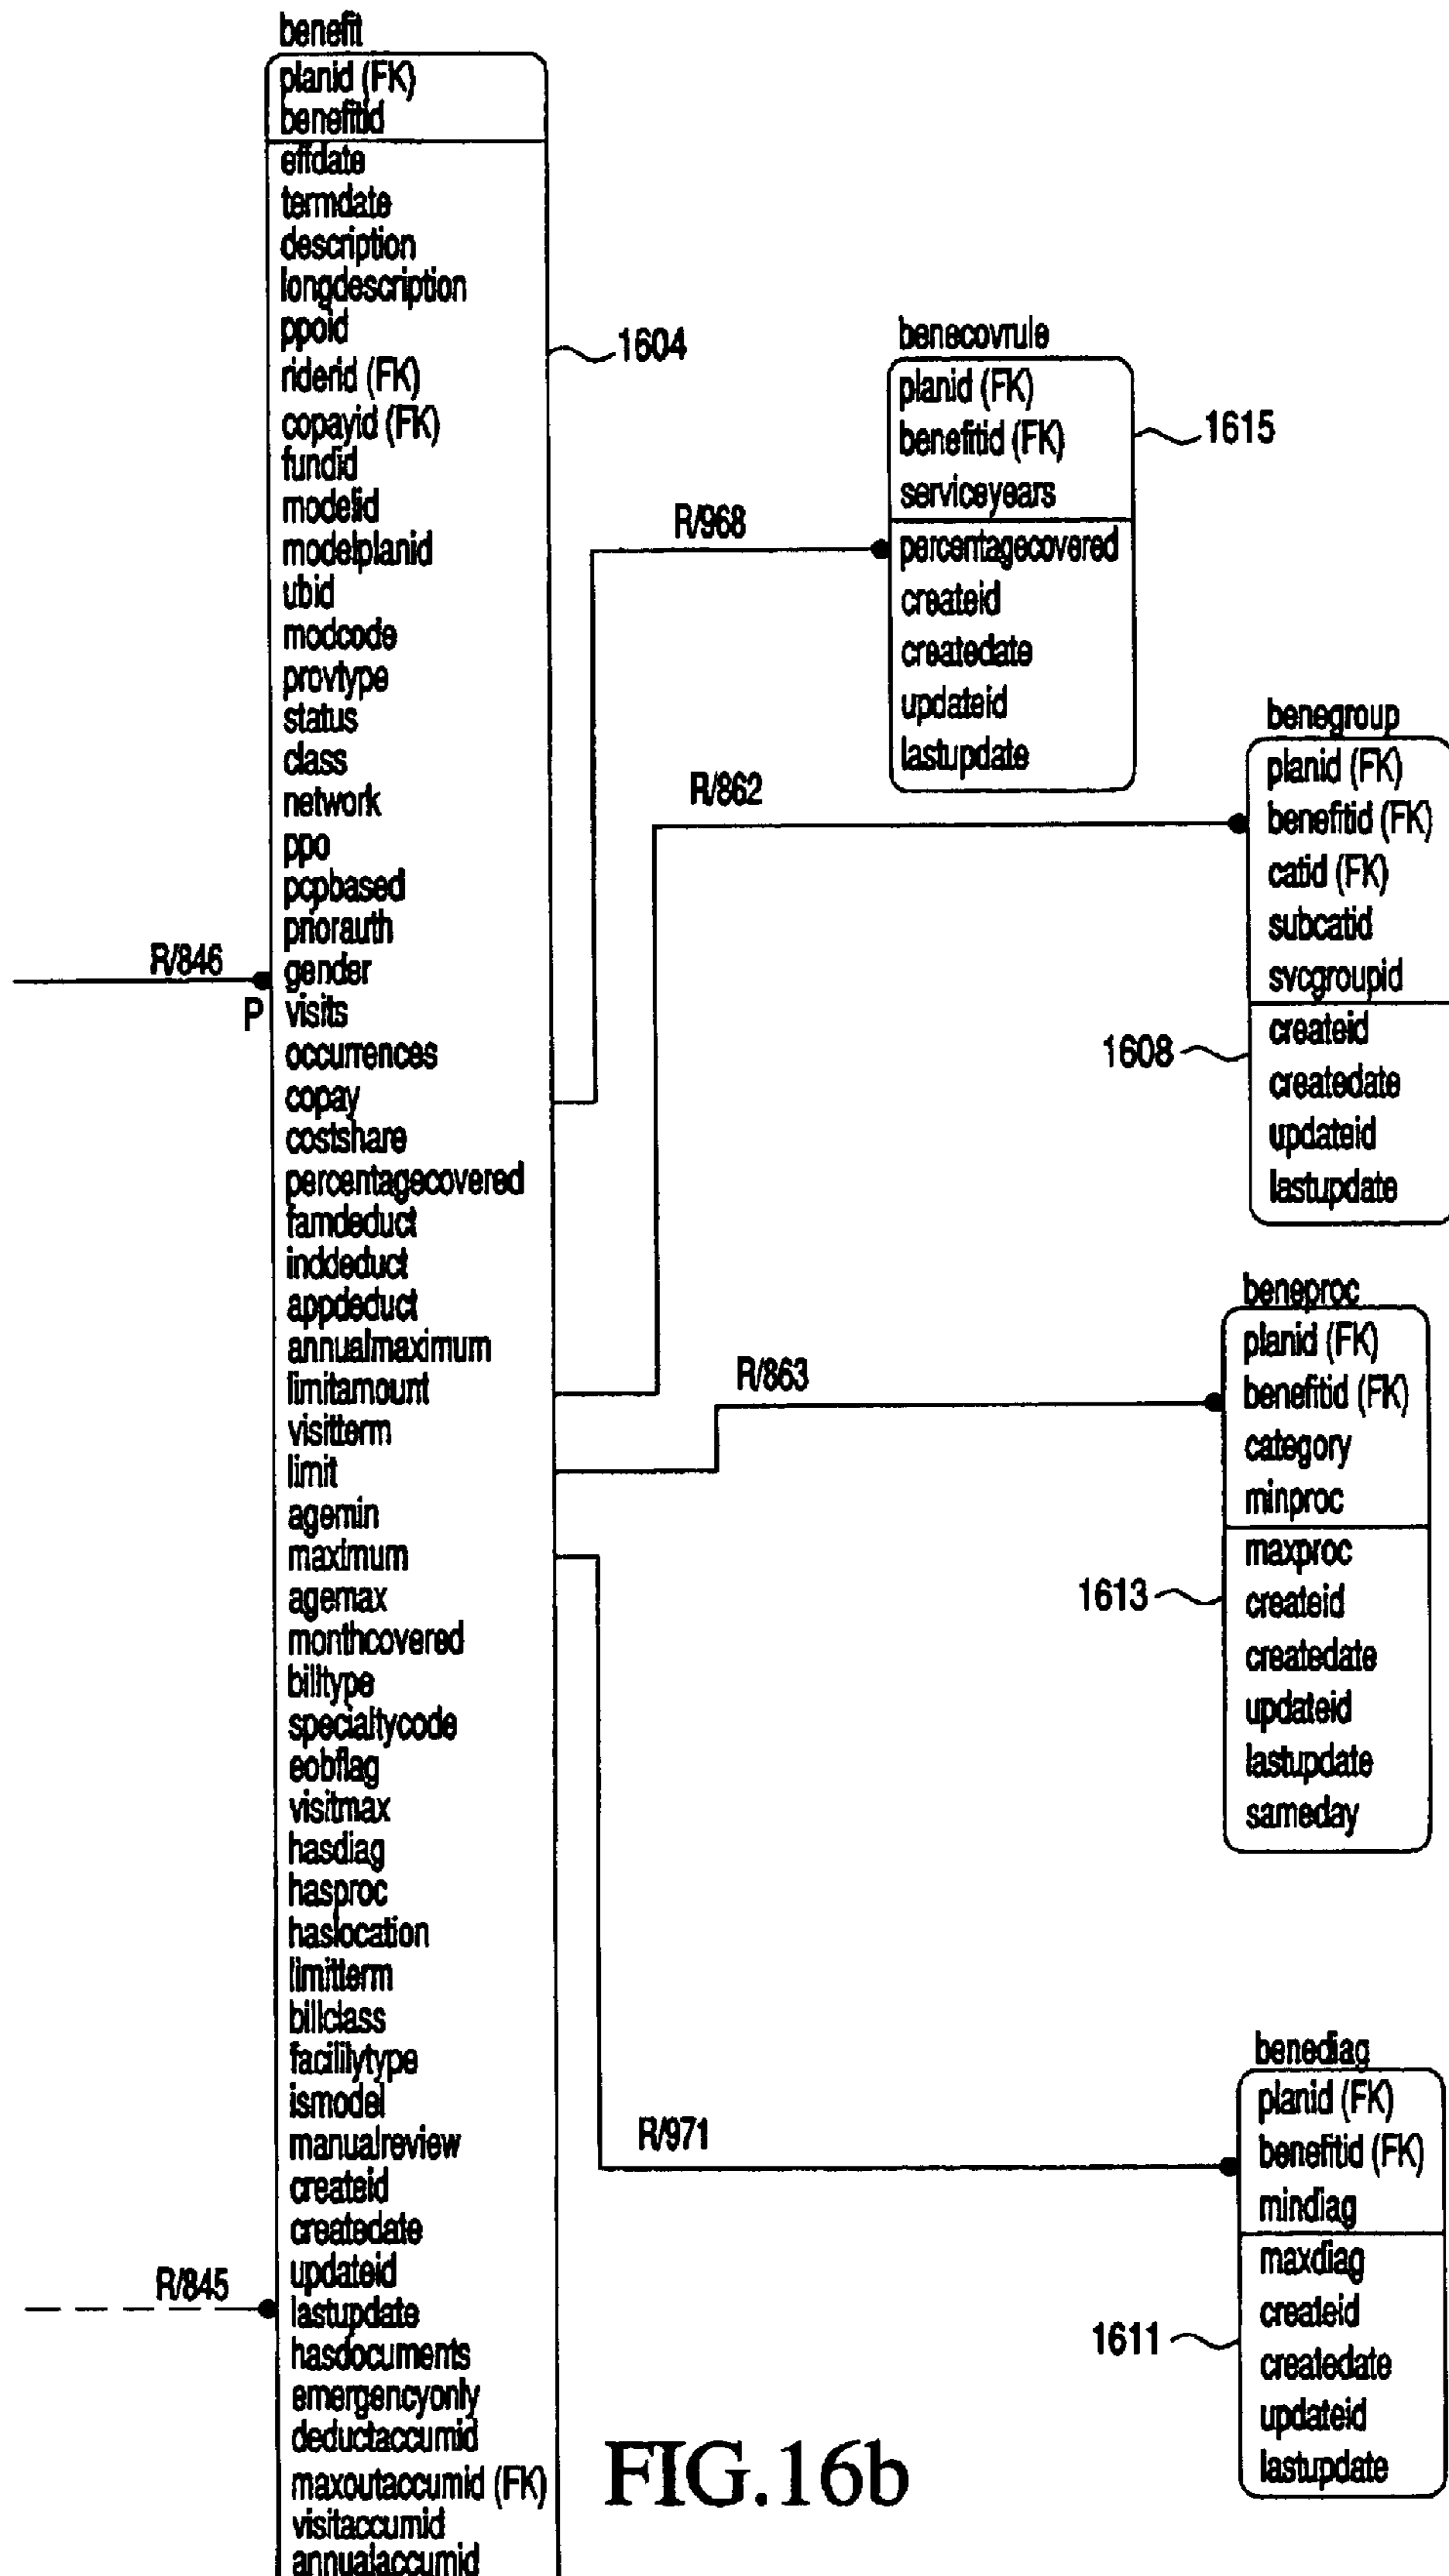 benefit
planid (FK)
benefitid
effdate
termdate
description
longdescription
ppoid
riderid (FK)
copayid (FK)
fundid
modelid
modelplanid
ubid
modcode
provtype
status
class
network
ppo
pcpbased
priorauth
gender
visits
occurrences
copay
costshare
percentagecovered
famdeduct
inddeduct
appdeduct
annualmaximum
limitamount
visitterm
limit
agemin
maximum
agemax
monthcovered
billtype
specialtycode
eobflag
visitmax
hasdiag
hasproc
haslocation
limitterm
billclass
facililytype
ismodel
manualreview
createid
createdate
updateid
lastupdate
hasdocuments
emergencyonly
deductaccumid
maxoutaccumid (FK)
visitaccumid
annualaccumid
R/846
P
R/845
1604
R/968
benecovrule
planid (FK)
benefitid (FK)
serviceyears
percentagecovered
createid
createdate
updateid
lastupdate
1615
R/862
benegroup
planid (FK)
benefitid (FK)
catid (FK)
subcatid
svcgroupid
createid
createdate
updateid
lastupdate
1608
R/863
beneproc
planid (FK)
benefitid (FK)
category
minproc
maxproc
createid
createdate
updateid
lastupdate
sameday
1613
R/971
benediag
planid (FK)
benefitid (FK)
mindiag
maxdiag
createid
createdate
updateid
lastupdate
1611
FIG.16b